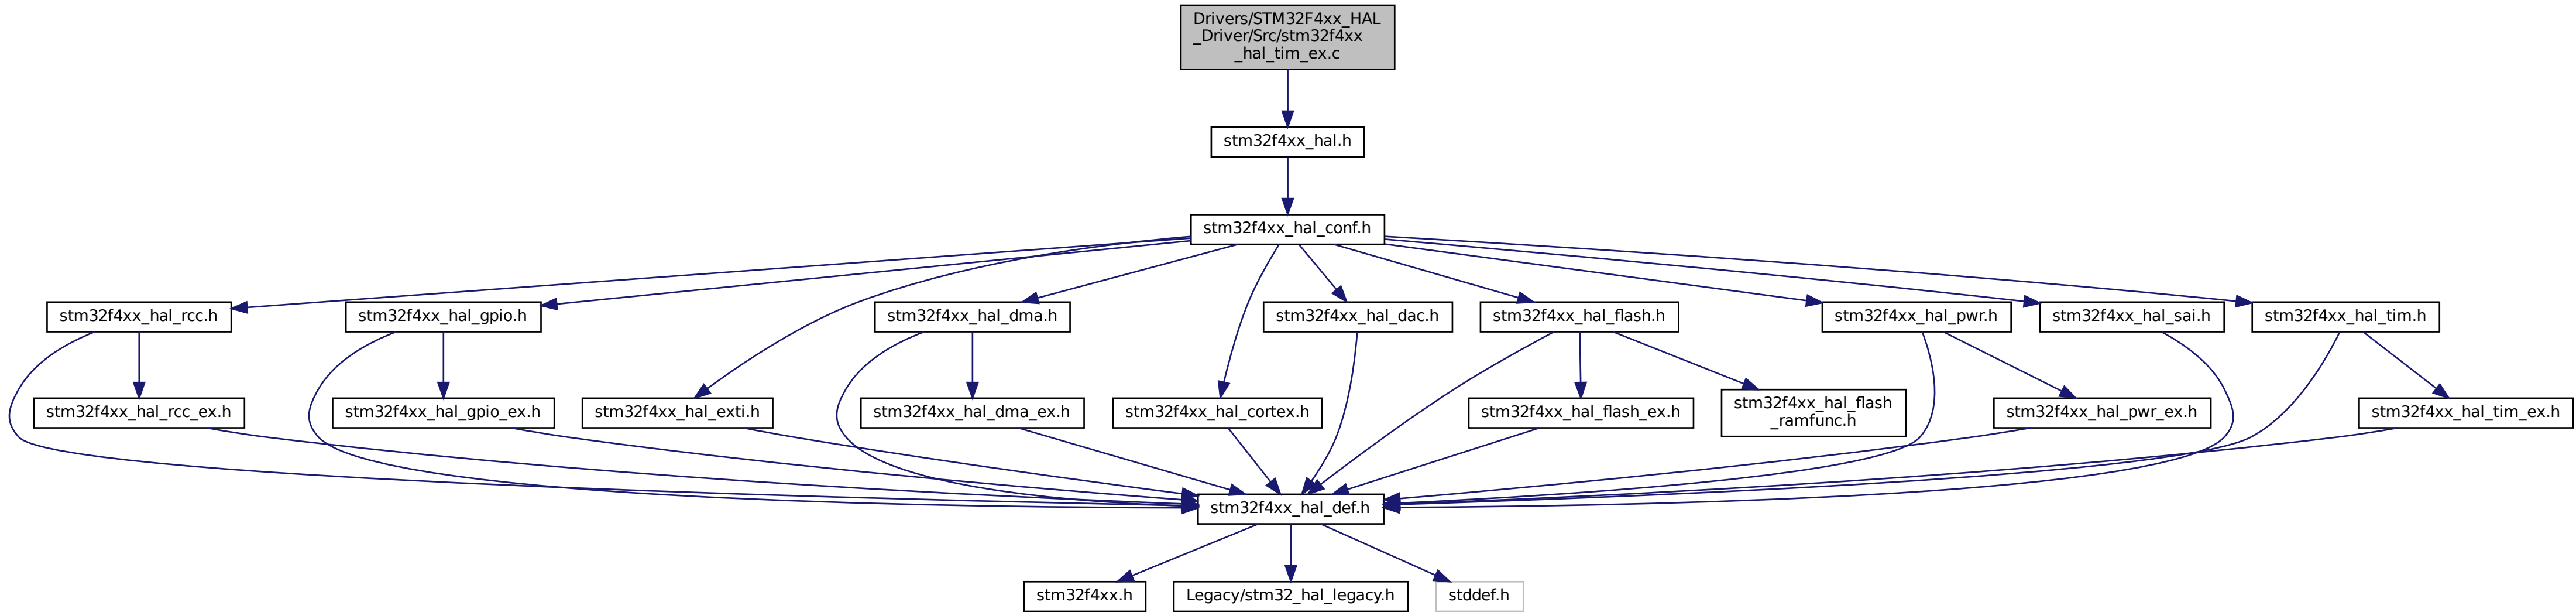 Drivers/STM32F4xx_HAL
_Driver/Src/stm32f4xx
_hal_tim_ex.c
stm32f4xx_hal.h
stm32f4xx_hal_conf.h
stm32f4xx_hal_rcc.h
stm32f4xx_hal_gpio.h
stm32f4xx_hal_dma.h
stm32f4xx_hal_dac.h
stm32f4xx_hal_flash.h
stm32f4xx_hal_pwr.h
stm32f4xx_hal_sai.h
stm32f4xx_hal_tim.h
stm32f4xx_hal_rcc_ex.h
stm32f4xx_hal_gpio_ex.h
stm32f4xx_hal_exti.h
stm32f4xx_hal_dma_ex.h
stm32f4xx_hal_cortex.h
stm32f4xx_hal_flash_ex.h
stm32f4xx_hal_flash
_ramfunc.h
stm32f4xx_hal_pwr_ex.h
stm32f4xx_hal_tim_ex.h
stm32f4xx_hal_def.h
stm32f4xx.h
Legacy/stm32_hal_legacy.h
stddef.h